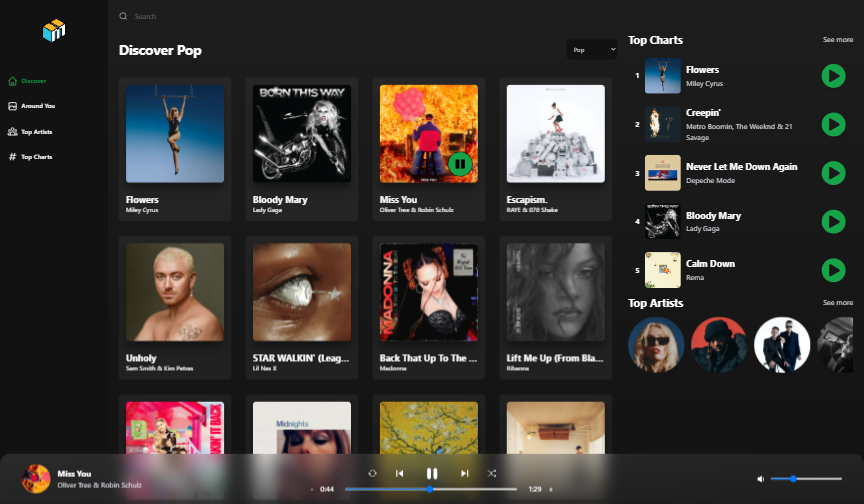 Search
Discover Pop
Pop
Discover
Around You
Top Artists
Top Charts
BORN THIS WAY
MISS YOU
Flowers
Miley Cyrus
Bloody Mary
Lady Gaga
Miss You
Oliver Tree & Robin Schulz
Escapism.
RAYE & 070 Shake
MADONNA
Unholy
Sam Smith & Kim Petras
STAR WALKIN' (Leag...
Lil Nas X
Back That Up To The ...
Madonna
Lift Me Up (From Bla...
Rihanna
Midnights
Top Charts
See more
1
Flowers
Miley Cyrus
2
Creepin'
Metro Boomin, The Weeknd & 21
Savage
3
Never Let Me Down Again
Depeche Mode
4
Bloody Mary
Lady Gaga
5
Calm Down
Rema
Top Artists
See more
Miss You
Oliver Tree & Robin Schulz
- 0:44
1:29 +